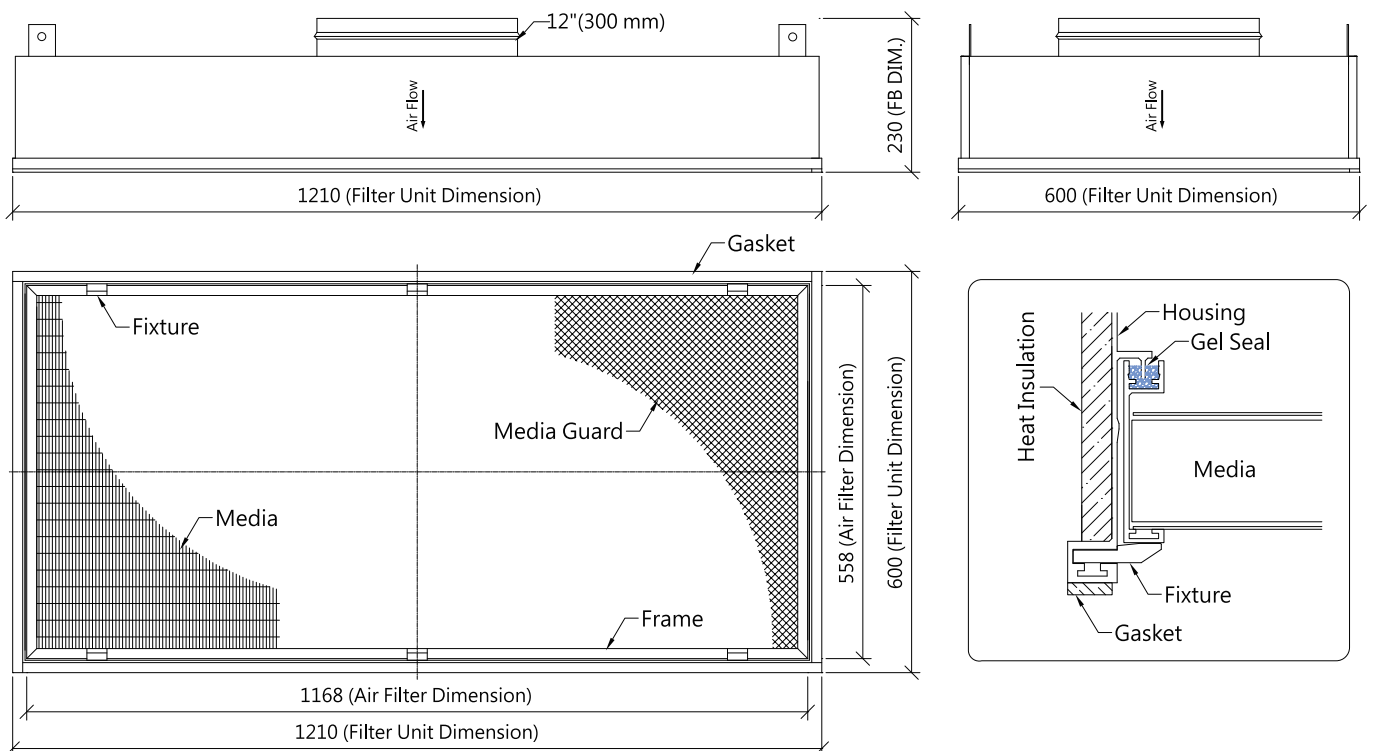 12"(300 mm)
Air Flow
230 (FB DIM.)
Air Flow
1210 (Filter Unit Dimension)
600 (Filter Unit Dimension)
Gasket
Fixture
Media Guard
Media
Frame
558 (Air Filter Dimension)
600 (Filter Unit Dimension)
1168 (Air Filter Dimension)
1210 (Filter Unit Dimension)
Housing
Gel Seal
Heat Insulation
Media
Fixture
Gasket